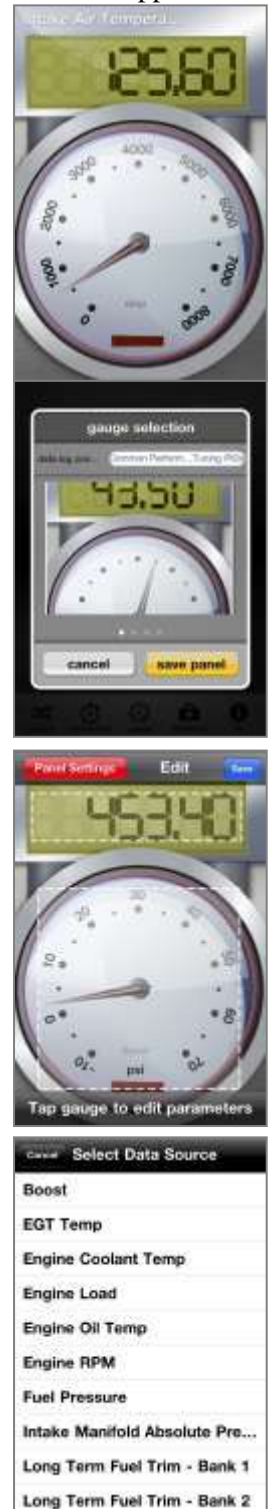 Intake Air Tempera...
125.60
0
1000
2000
3000
4000
5000
6000
7000
8000
gauge selection
43.50
cancel
save panel
Panel Settings
Edit
Save
453.40
-10
0
10
20
30
40
50
60
70
psi
Tap gauge to edit parameters
Cancel
Select Data Source
Boost
EGT Temp
Engine Coolant Temp
Engine Load
Engine Oil Temp
Engine RPM
Fuel Pressure
Intake Manifold Absolute Pre...
Long Term Fuel Trim - Bank 1
Long Term Fuel Trim - Bank 2